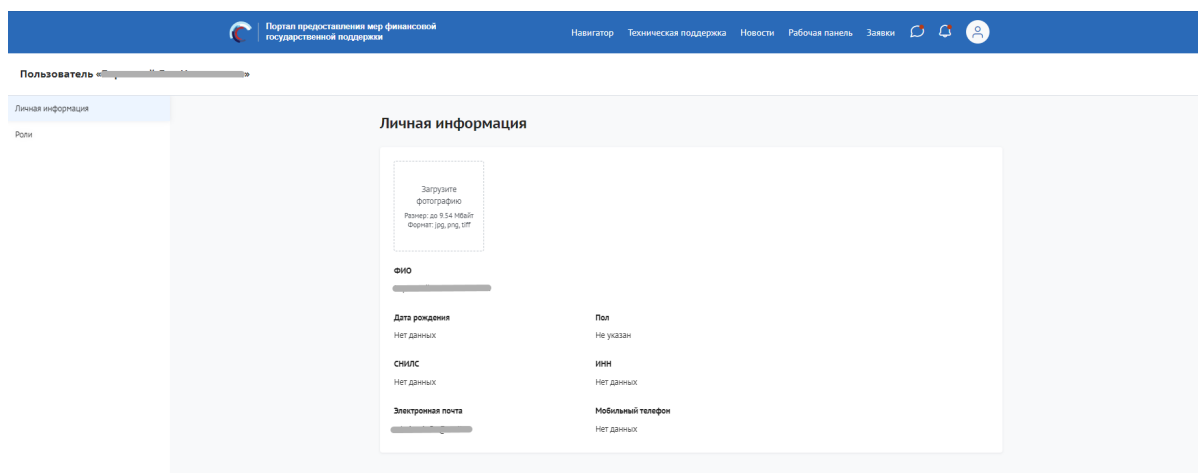 Портал предоставления мер финансовой
государственной поддержки
Навигатор Техническая поддержка Новости Рабочая панель Заявки
Пользователь « »
Личная информация
Роли
Личная информация
Загрузите
фотографию
Размер: до 9.54 Мбайт
Формат: jpg, png, tiff
ФИО
Дата рождения Пол
Нет данных Не указан
СНИЛС ИНН
Нет данных Нет данных
Электронная почта Мобильный телефон
Нет данных